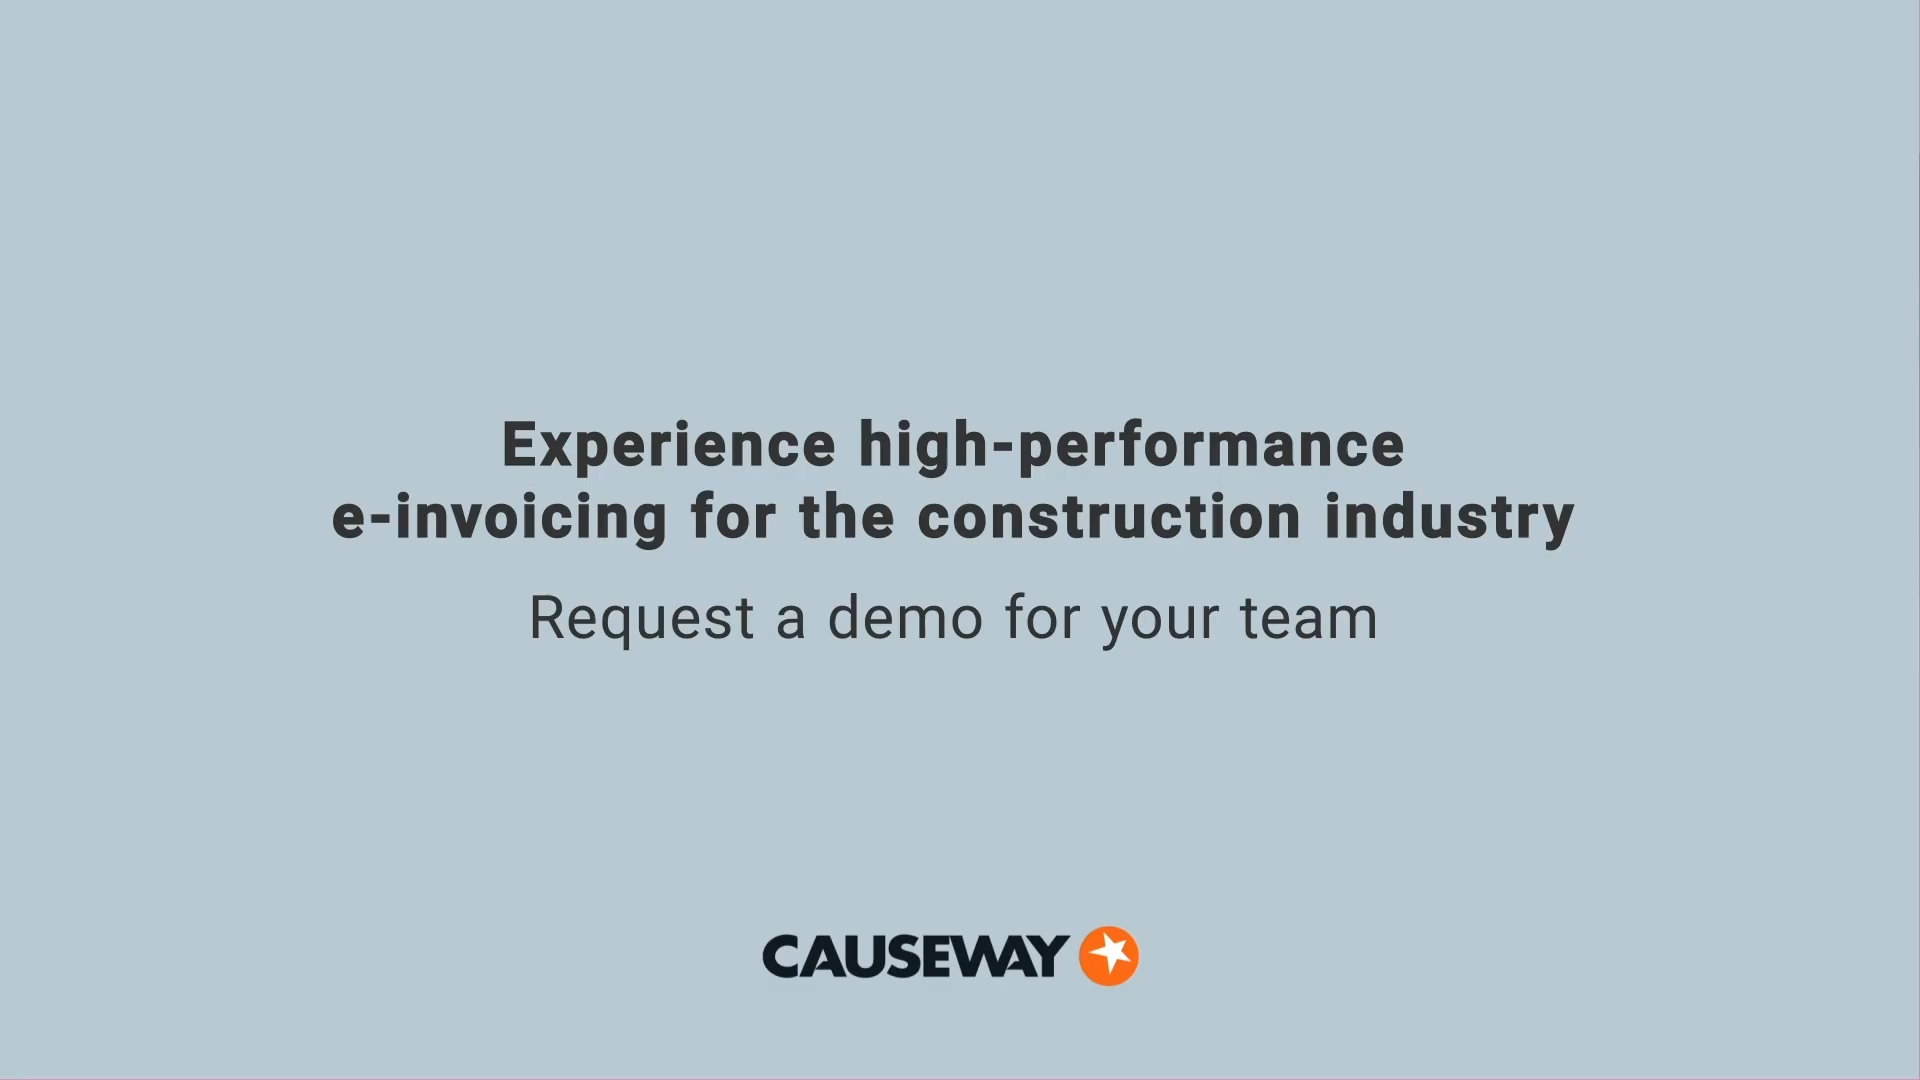 Experience high-performance
e-invoicing for the construction industry
Request a demo for your team
CAUSEWAY